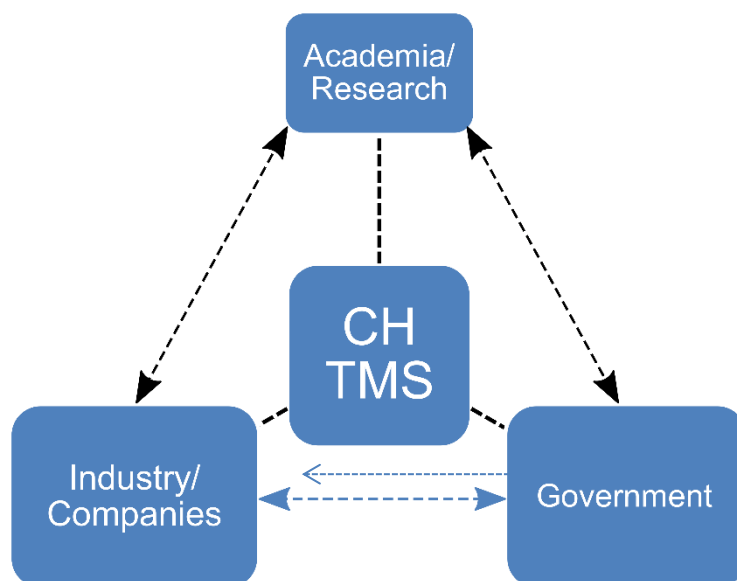 Academia/
Research
CH
TMS
Industry/
Companies
Government